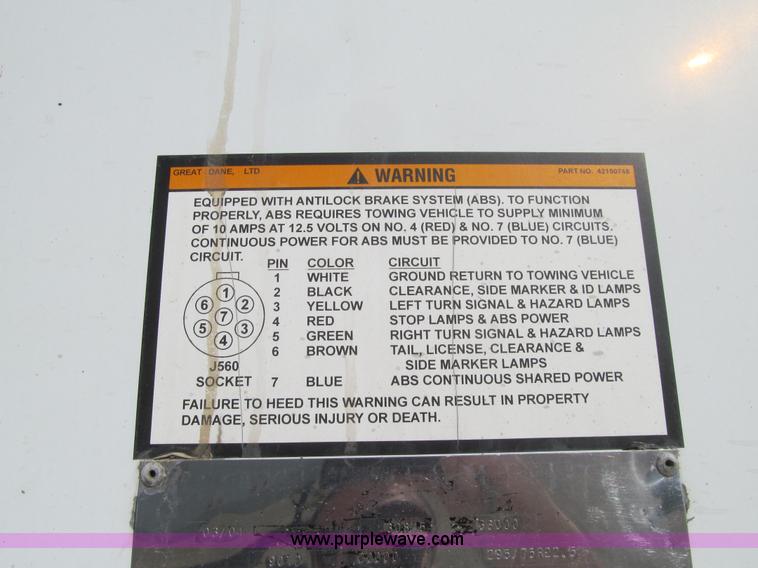 GREAT DANE, LTD WARNING PART NO. 42150748
EQUIPPED WITH ANTILOCK BRAKE SYSTEM (ABS). TO FUNCTION
PROPERLY, ABS REQUIRES TOWING VEHICLE TO SUPPLY MINIMUM
OF 10 AMPS AT 12.5 VOLTS ON NO. 4 (RED) & NO. 7 (BLUE) CIRCUITS.
CONTINUOUS POWER FOR ABS MUST BE PROVIDED TO NO. 7 (BLUE)
CIRCUIT.
PIN COLOR CIRCUIT
1 WHITE GROUND RETURN TO TOWING VEHICLE
2 BLACK CLEARANCE, SIDE MARKER & ID LAMPS
3 YELLOW LEFT TURN SIGNAL & HAZARD LAMPS
4 RED STOP LAMPS & ABS POWER
5 GREEN RIGHT TURN SIGNAL & HAZARD LAMPS
6 BROWN TAIL, LICENSE, CLEARANCE &
SIDE MARKER LAMPS
7 BLUE ABS CONTINUOUS SHARED POWER
1
6 2
7
5 3
4
J560
SOCKET
FAILURE TO HEED THIS WARNING CAN RESULT IN PROPERTY
DAMAGE, SERIOUS INJURY OR DEATH.
www.purplewave.com
295/75R22.5